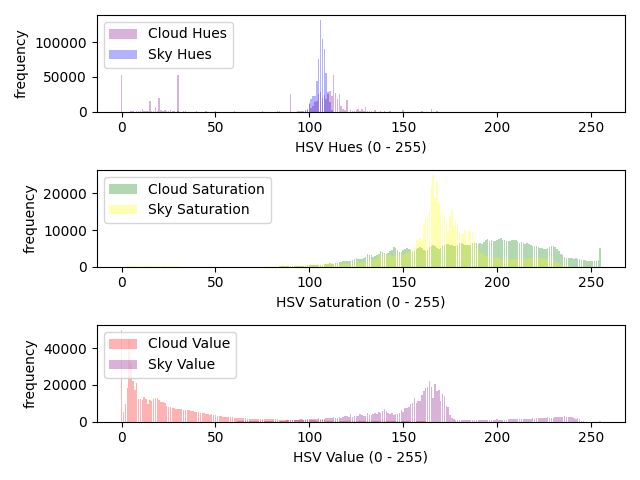 frequency
100000
50000
0
Cloud Hues
Sky Hues
0 50 100 150 200 250
HSV Hues (0 - 255)
frequency
20000
10000
0
Cloud Saturation
Sky Saturation
0 50 100 150 200 250
HSV Saturation (0 - 255)
frequency
40000
20000
0
Cloud Value
Sky Value
0 50 100 150 200 250
HSV Value (0 - 255)